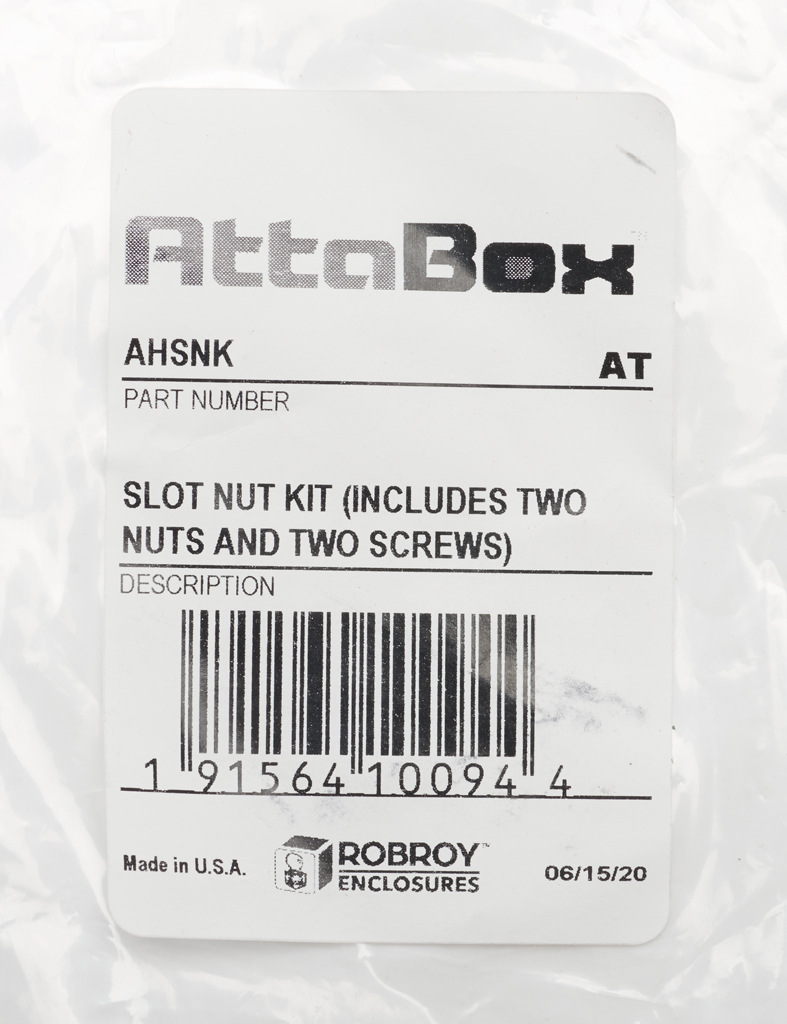 AttaBox
AHSNK AT
PART NUMBER
SLOT NUT KIT (INCLUDES TWO
NUTS AND TWO SCREWS)
DESCRIPTION
1 91564 10094 4
Made in U.S.A. ROBROY™ 06/15/20
ENCLOSURES